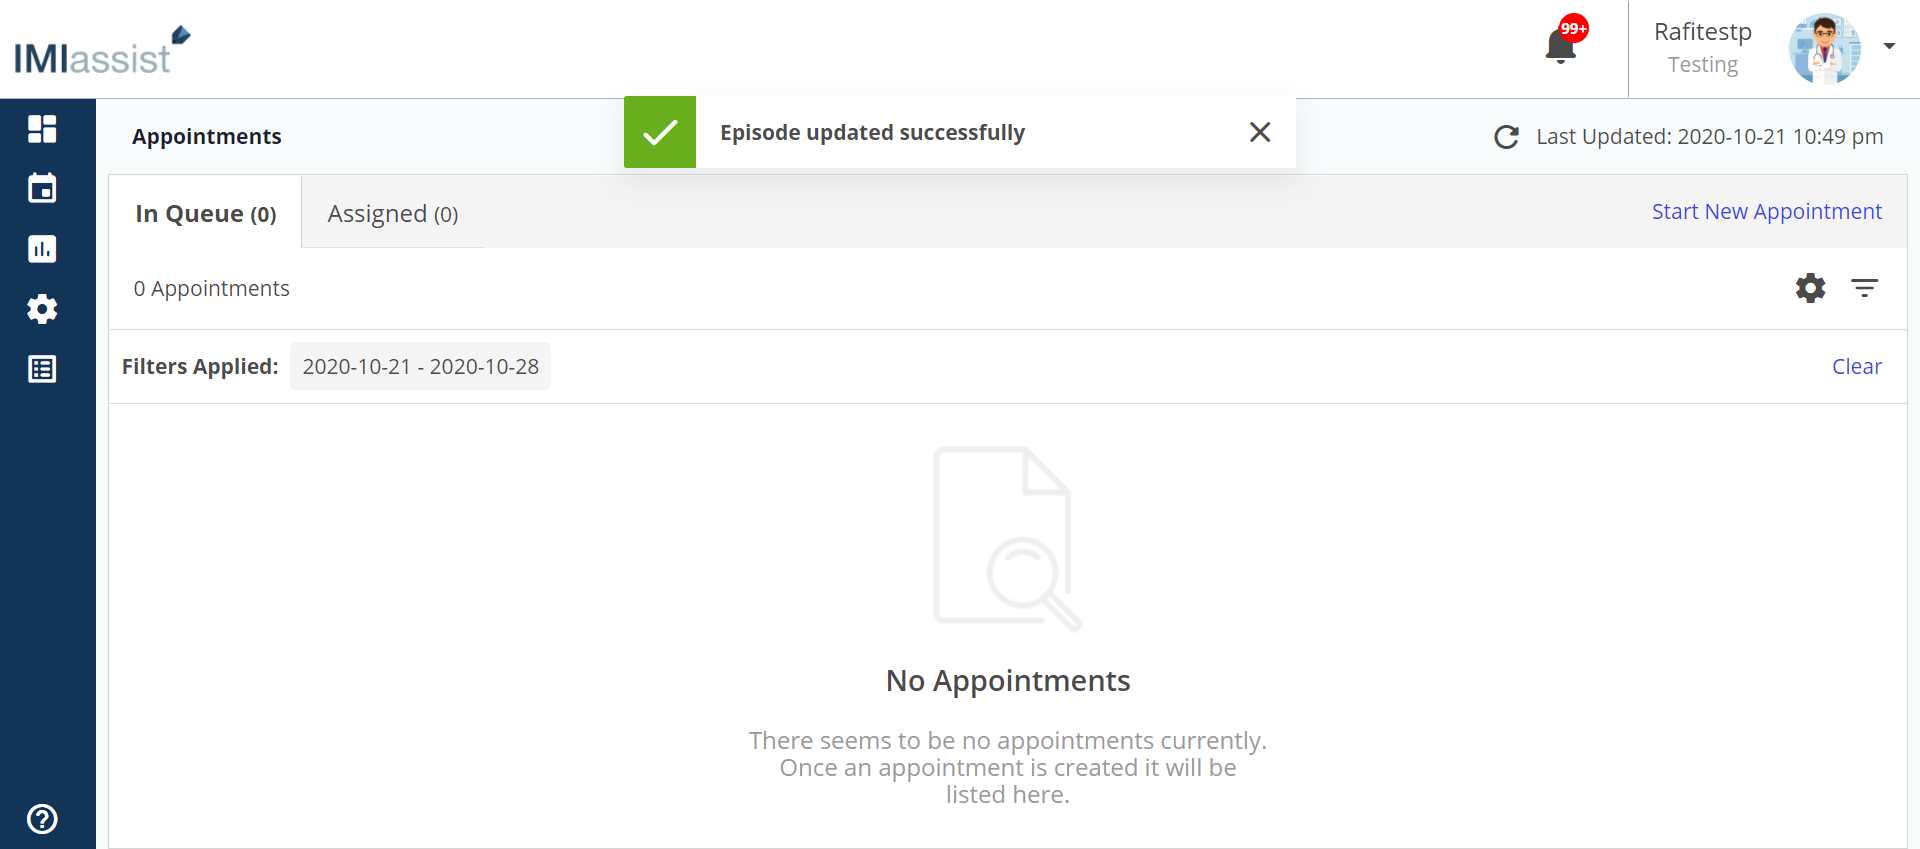 IMIassist
99+
Rafitestp
Testing
Episode updated successfully
Appointments
Last Updated: 2020-10-21 10:49 pm
In Queue (0)
Assigned (0)
Start New Appointment
0 Appointments
Filters Applied:
2020-10-21 - 2020-10-28
Clear
No Appointments
There seems to be no appointments currently.
Once an appointment is created it will be
listed here.